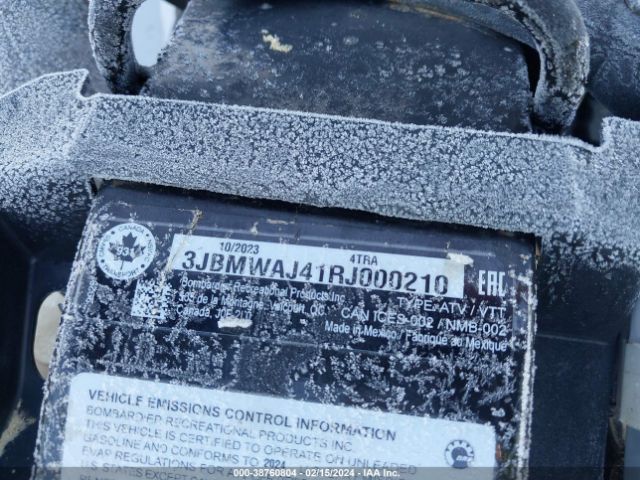 10/2023 4TRA
3JBMWAJ41RJ000210
EAC
Bombardier Recreational Products Inc.
TYPE: ATV / VTT
CAN ICES-002 / NMB-002
Canada,
Made in Mexico / Fabriqué au Mexique
VEHICLE EMISSIONS CONTROL INFORMATION
BOMBARDIER RECREATIONAL PRODUCTS INC.
THIS VEHICLE IS CERTIFIED TO OPERATE ON
GASOLINE AND CONFORMS TO 2024
EVAP REGULATIONS FOR
000-38760804 - 02/15/2024 - IAA